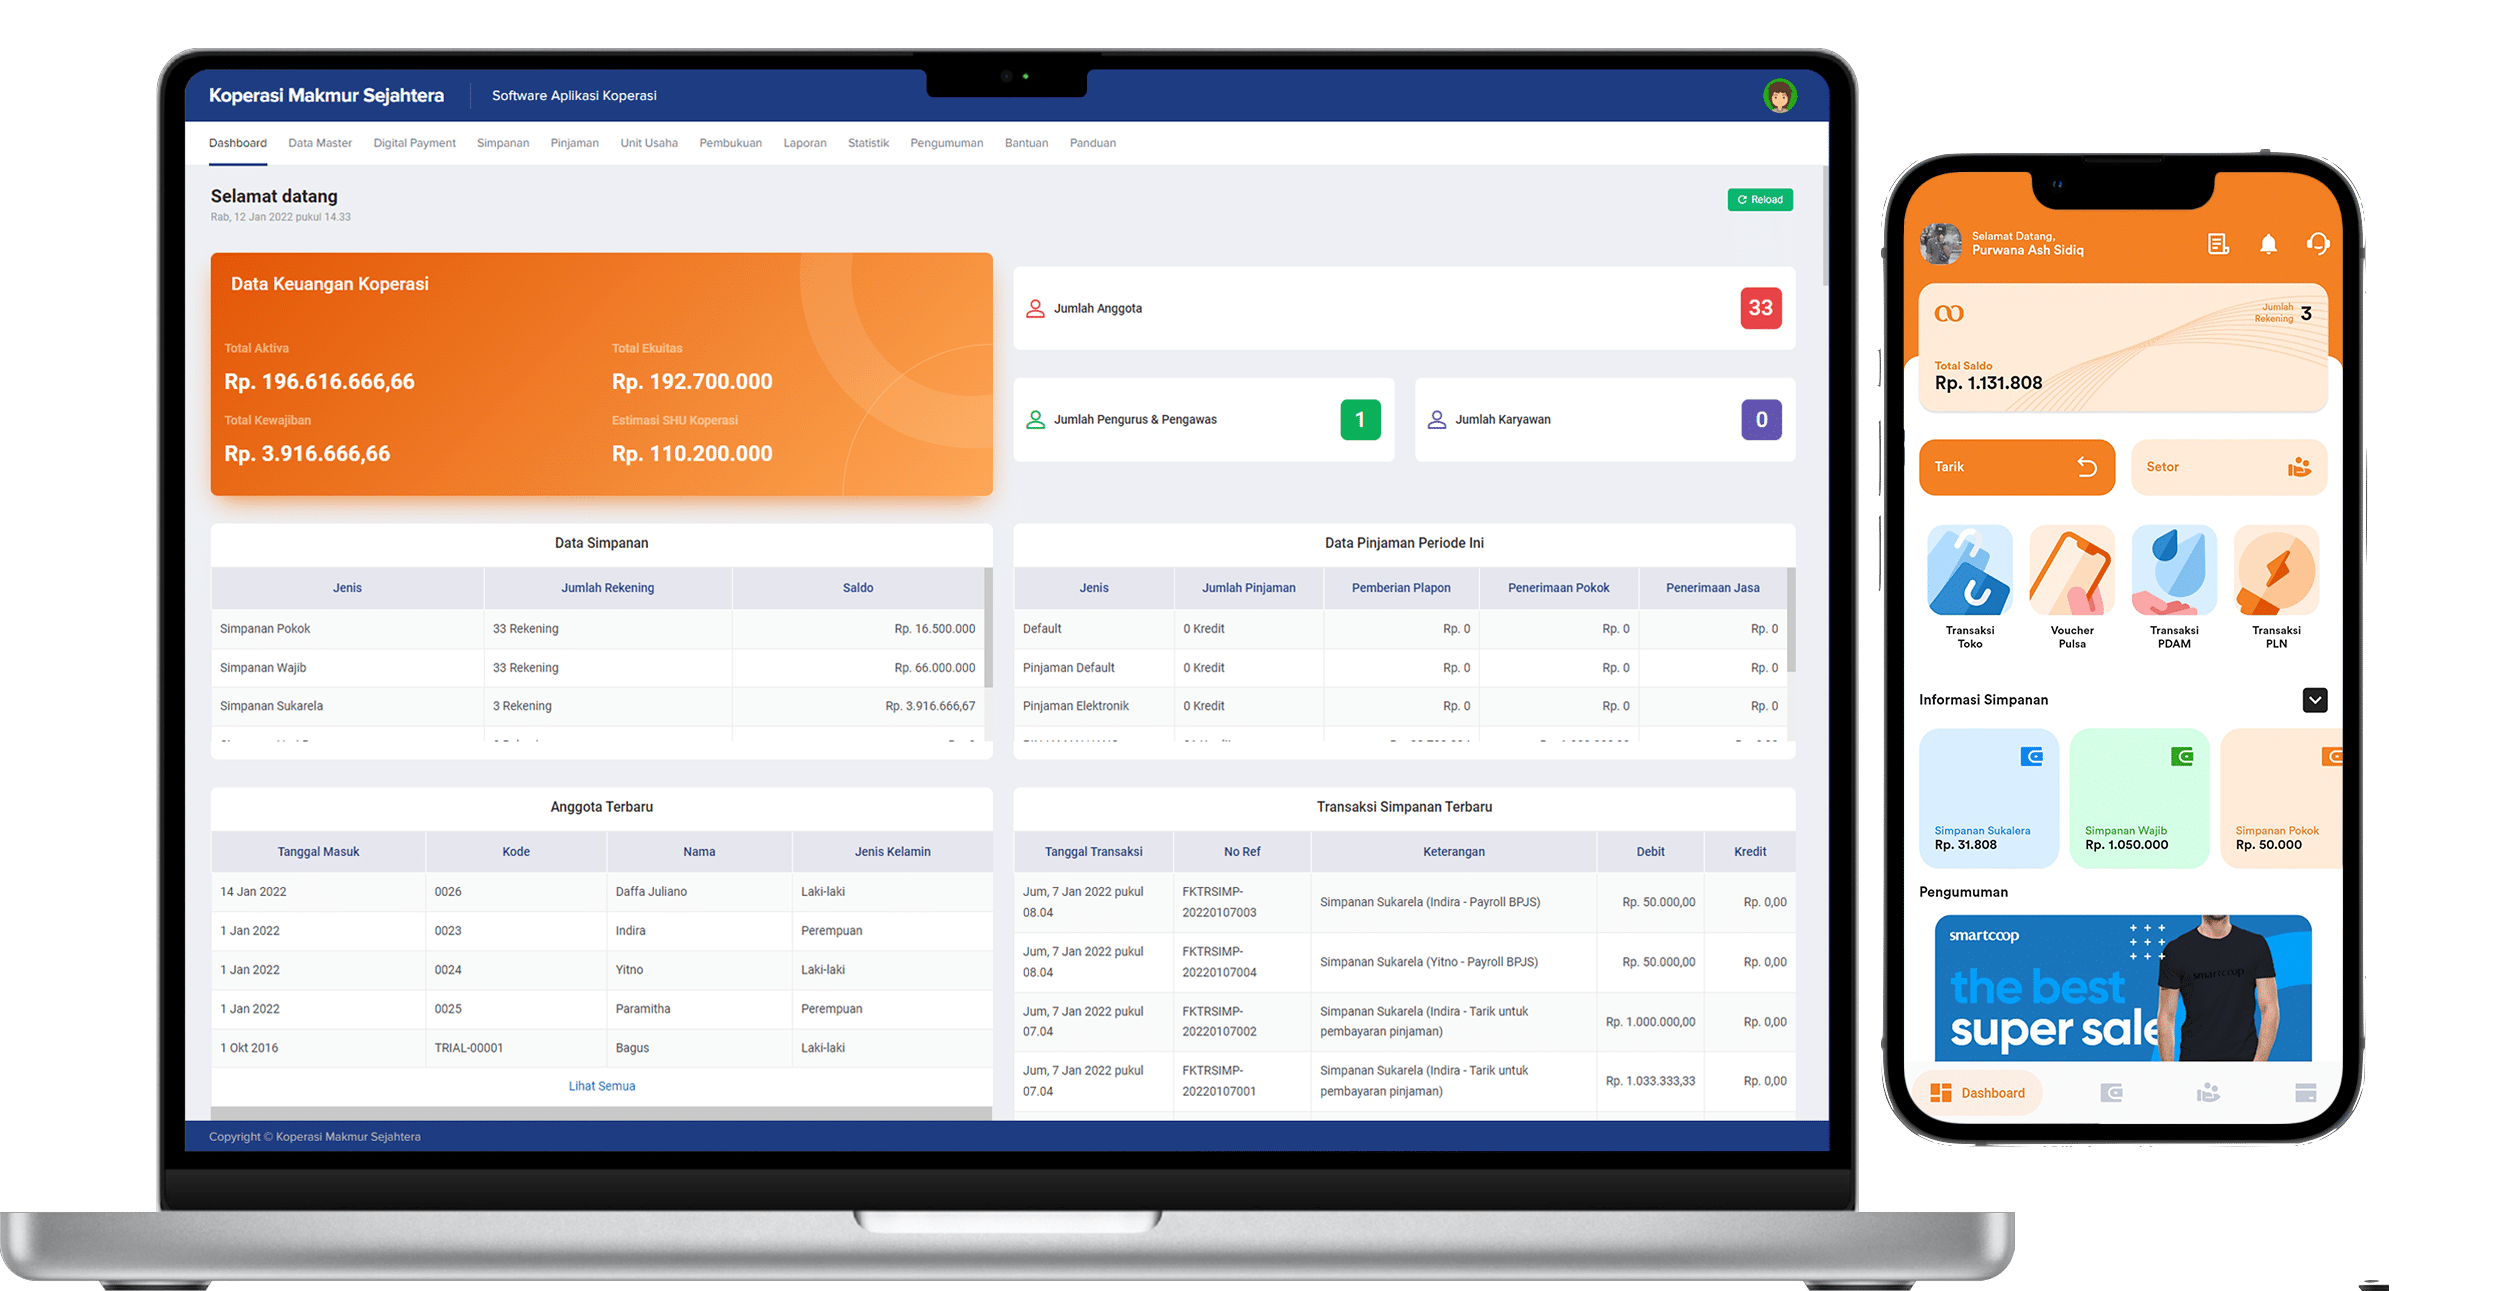 Koperasi Makmur Sejahtera
Software Aplikasi Koperasi
Dashboard Data Master Digital Payment Simpanan Pinjaman Unit Usaha Pembukuan Laporan Statistik Pengumuman Bantuan Panduan
Selamat datang
Rab, 12 Jan 2022 pukul 14.33
Reload
Data Keuangan Koperasi
Total Aktiva
Rp. 196.616.666,66
Total Ekuitas
Rp. 192.700.000
Total Kewajiban
Rp. 3.916.666,66
Estimasi SHU Koperasi
Rp. 110.200.000
Jumlah Anggota 33
Jumlah Pengurus & Pengawas 1
Jumlah Karyawan 0
Data Simpanan
Jenis Jumlah Rekening Saldo
Simpanan Pokok 33 Rekening Rp. 16.500.000
Simpanan Wajib 33 Rekening Rp. 66.000.000
Simpanan Sukarela 3 Rekening Rp. 3.916.666,67
Data Pinjaman Periode Ini
Jenis Jumlah Pinjaman Pemberian Plapon Penerimaan Pokok Penerimaan Jasa
Default 0 Kredit Rp. 0 Rp. 0 Rp. 0
Pinjaman Default 0 Kredit Rp. 0 Rp. 0 Rp. 0
Pinjaman Elektronik 0 Kredit Rp. 0 Rp. 0 Rp. 0
Anggota Terbaru
Tanggal Masuk Kode Nama Jenis Kelamin
14 Jan 2022 0026 Daffa Juliano Laki-laki
1 Jan 2022 0023 Indira Perempuan
1 Jan 2022 0024 Yitno Laki-laki
1 Jan 2022 0025 Paramitha Perempuan
1 Okt 2016 TRIAL-00001 Bagus Laki-laki
Lihat Semua
Transaksi Simpanan Terbaru
Tanggal Transaksi No Ref Keterangan Debit Kredit
Jum, 7 Jan 2022 pukul 08.04 FKTRSIMP-20220107003 Simpanan Sukarela (Indira - Payroll BPJS) Rp. 50.000,00 Rp. 0,00
Jum, 7 Jan 2022 pukul 08.04 FKTRSIMP-20220107004 Simpanan Sukarela (Yitno - Payroll BPJS) Rp. 50.000,00 Rp. 0,00
Jum, 7 Jan 2022 pukul 07.04 FKTRSIMP-20220107002 Simpanan Sukarela (Indira - Tarik untuk pembayaran pinjaman) Rp. 1.000.000,00 Rp. 0,00
Jum, 7 Jan 2022 pukul 07.04 FKTRSIMP-20220107001 Simpanan Sukarela (Indira - Tarik untuk pembayaran pinjaman) Rp. 1.033.333,33 Rp. 0,00
Copyright © Koperasi Makmur Sejahtera
Selamat Datang,
Purwana Ash Sidiq
Jumlah
Rekening 3
Total Saldo
Rp. 1.131.808
Tarik
Setor
Transaksi
Toko
Voucher
Pulsa
Transaksi
PDAM
Transaksi
PLN
Informasi Simpanan
Simpanan Sukalera
Rp. 31.808
Simpanan Wajib
Rp. 1.050.000
Simpanan Pokok
Rp. 50.000
Pengumuman
smartcoop
the best
super sale
smartcoop
Dashboard